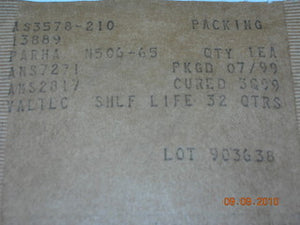 AS3578-210 PACKING
13889
PARHA N506-65 QTY 1EA
AMS7271 PKGD 07/99
AMS2817 CURED 3Q99
VALTLC SHLF LIFE 32 QTRS
LOT 903638
09.08.2010